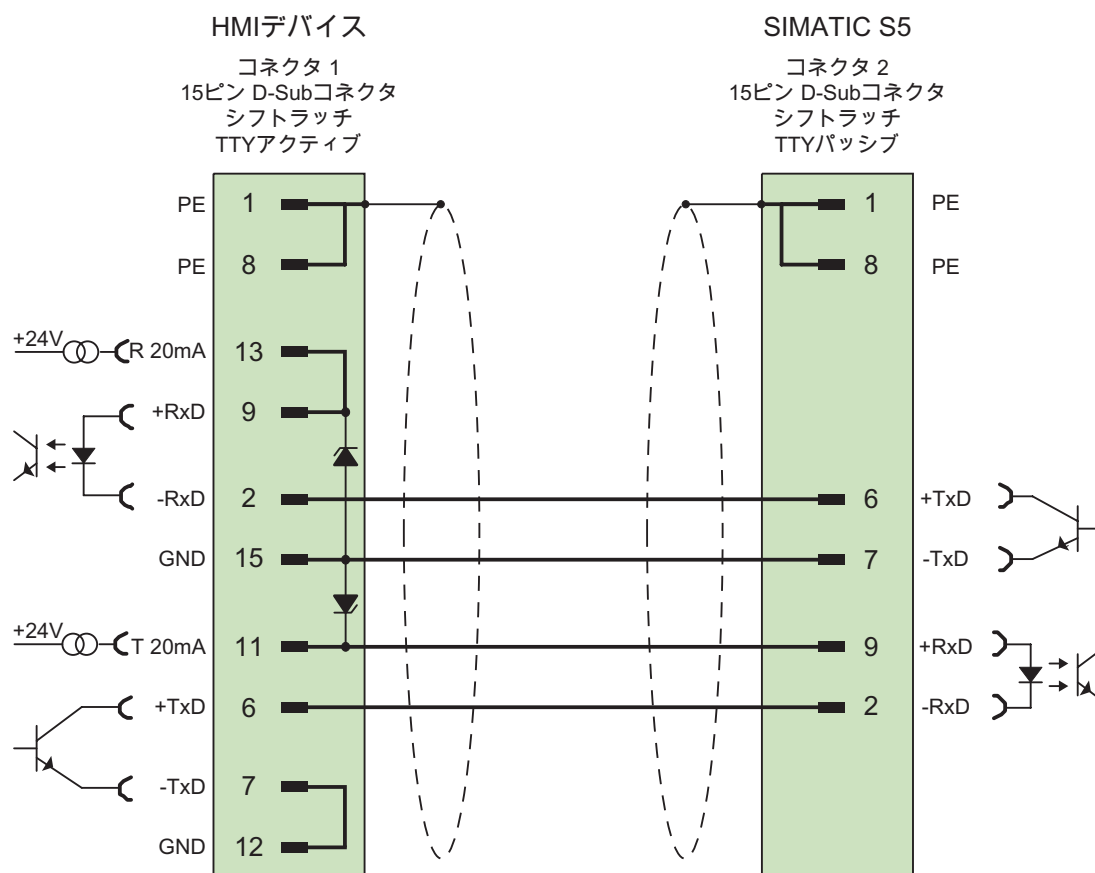 HMIデバイス
コネクタ 1
15ピン D-Subコネクタ
シフトラッチ
TTYアクティブ
SIMATIC S5
コネクタ 2
15ピン D-Subコネクタ
シフトラッチ
TTYパッシブ
PE 1
1 PE
PE 8
8 PE
+24V R 20mA 13
+RxD 9
-RxD 2
6 +TxD
GND 15
7 -TxD
+24V T 20mA 11
9 +RxD
+TxD 6
2 -RxD
-TxD 7
GND 12